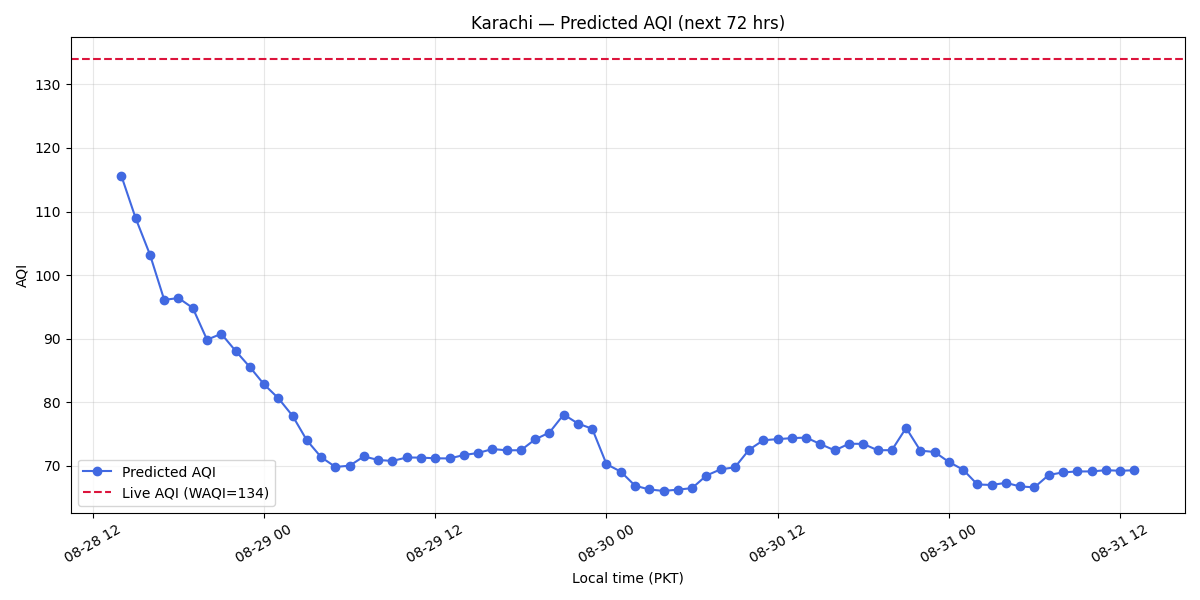 Karachi — Predicted AQI (next 72 hrs)
130
120
110
100
90
80
70
AQI
Predicted AQI
Live AQI (WAQI=134)
08-28 12
08-29 00
08-29 12
08-30 00
08-30 12
08-31 00
08-31 12
Local time (PKT)